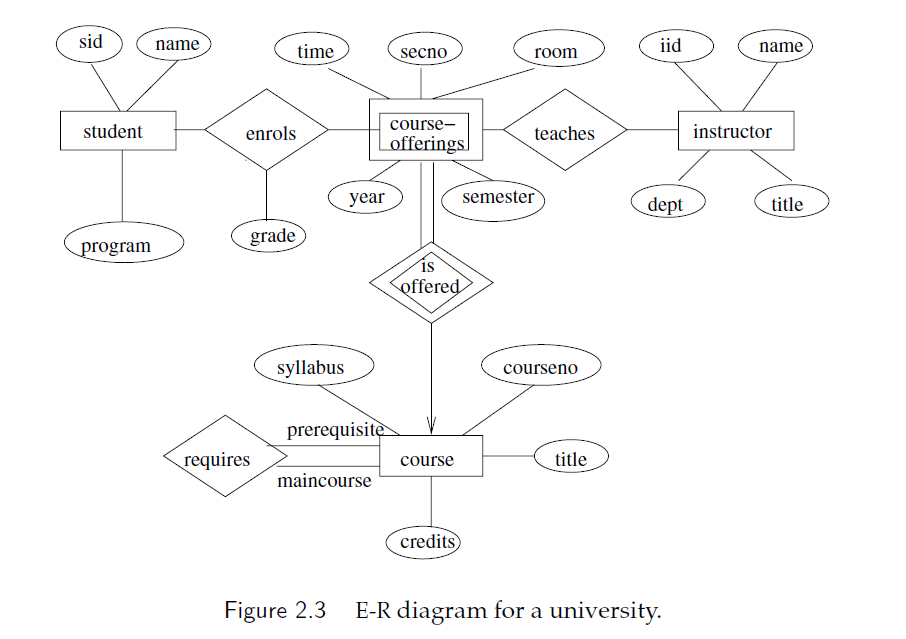 sid
name
time
secno
room
iid
name
student
enrols
course–
offerings
teaches
instructor
year
semester
dept
title
program
grade
is
offered
syllabus
courseno
prerequisite
requires
course
title
maincourse
credits
Figure 2.3 E-R diagram for a university.